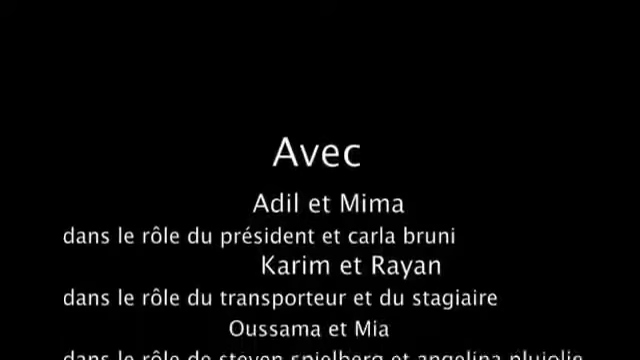 Avec
Adil et Mima
dans le rôle du président et carla bruni
Karim et Rayan
dans le rôle du transporteur et du stagiaire
Oussama et Mia
dans le rôle de steven spielberg et angelina plujolie